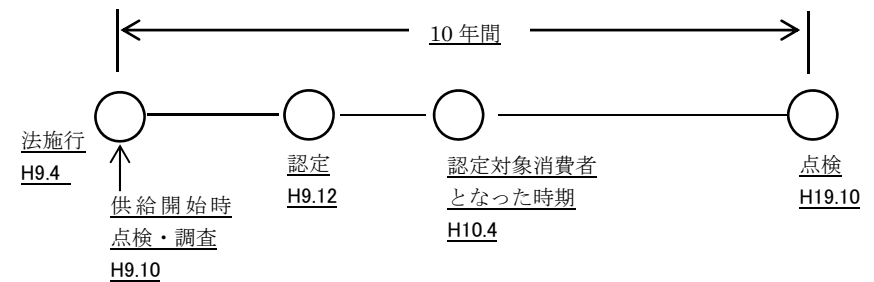 10 年間
法施行
H9.4
供給開始時
点検・調査
H9.10
認定
H9.12
認定対象消費者
となった時期
H10.4
点検
H19.10